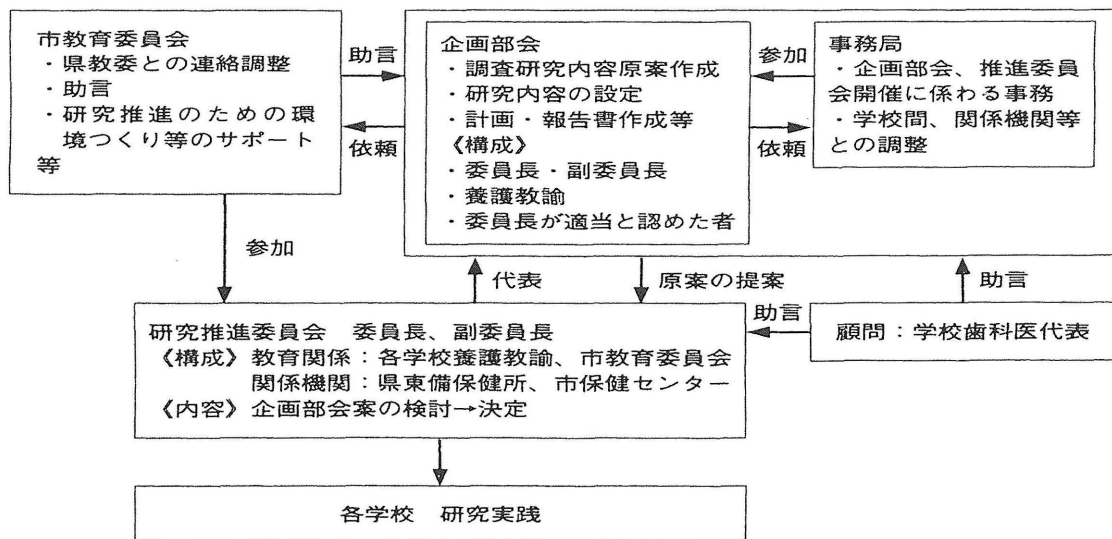 市教育委員会
・県教委との連絡調整
・助言
・研究推進のための環
境つくり等のサポート
等
助言
依頼
企画部会
・調査研究内容原案作成
・研究内容の設定
・計画・報告書作成等
《構成》
・委員長・副委員長
・養護教諭
・委員長が適当と認めた者
参加
依頼
事務局
・企画部会、推進委員
会開催に係わる事務
・学校間、関係機関等
との調整
参加
代表
原案の提案
助言
助言
顧問：学校歯科医代表
研究推進委員会　委員長、副委員長
《構成》教育関係：各学校養護教諭、市教育委員会
関係機関：県東備保健所、市保健センター
《内容》企画部会案の検討→決定
各学校　研究実践